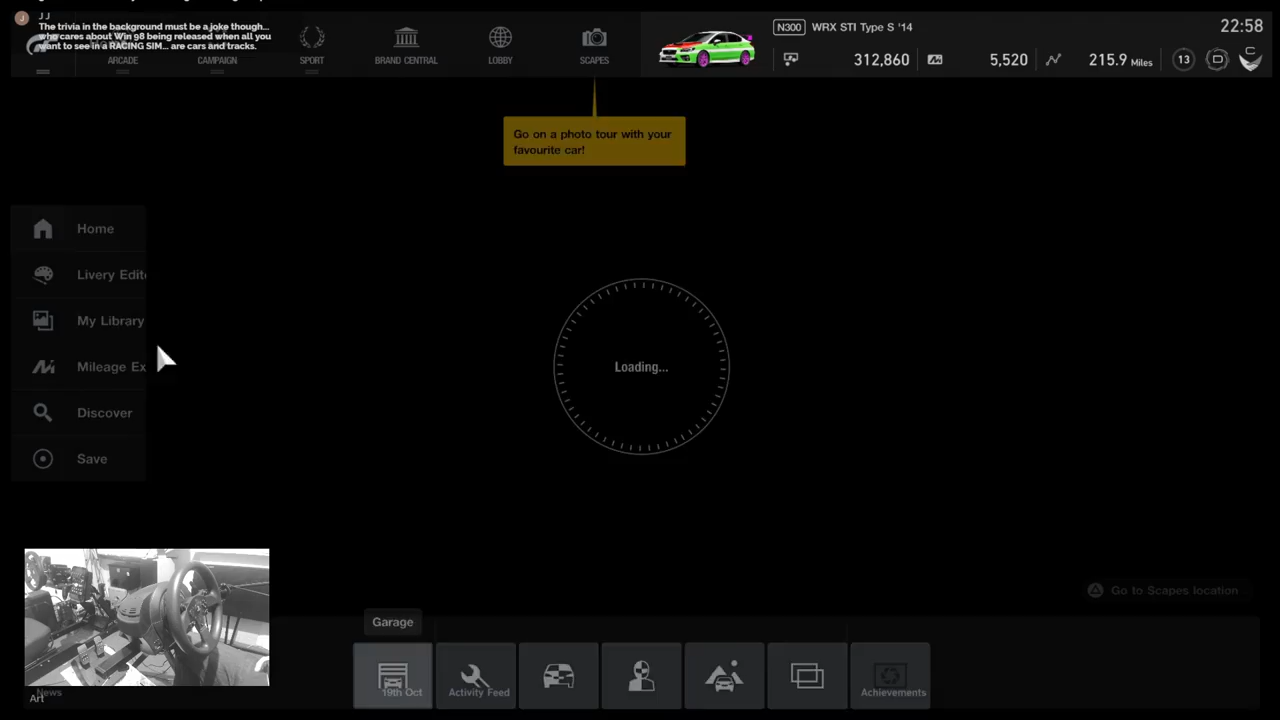 J J
The trivia in the background must be a joke though...
who cares about Win 98 being released when all you
want to see in a RACING SIM... are cars and tracks.
ARCADE
CAMPAIGN
SPORT
BRAND CENTRAL
LOBBY
SCAPES
N300 WRX STI Type S '14
22:58
312,860
5,520
215.9 Miles
13
D
C
Go on a photo tour with your
favourite car!
Home
Livery Edit
My Library
Mileage Ex
Discover
Save
Loading...
Go to Scapes location
Garage
19th Oct
Activity Feed
Achievements
News
Art